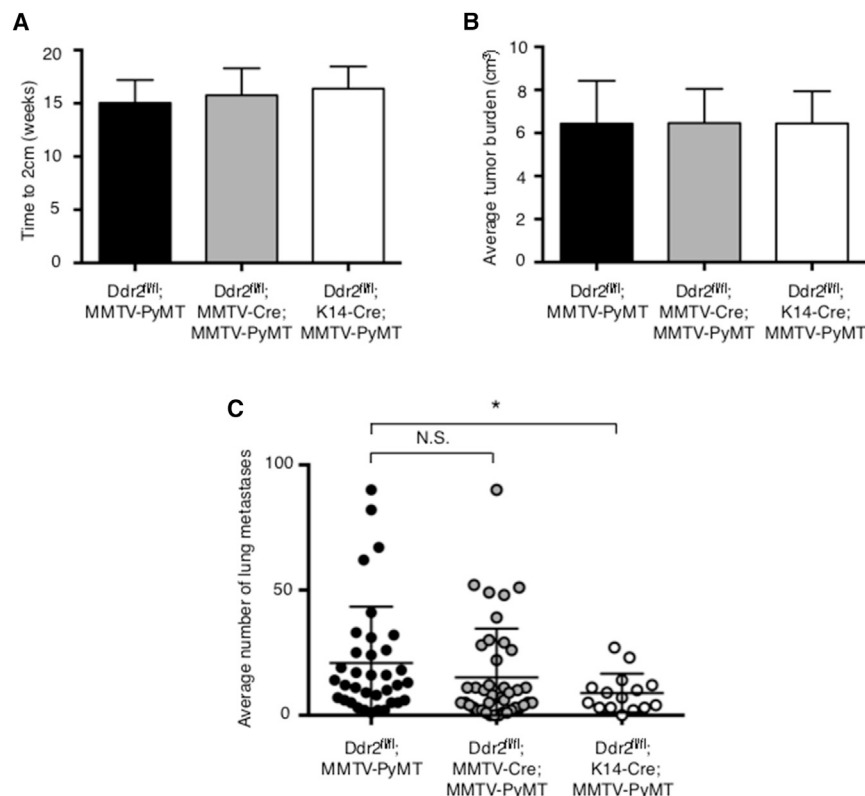 A
Time to 2cm (weeks)
20
15
10
5
0
Ddr2fl/fl;
MMTV-PyMT
Ddr2fl/fl;
MMTV-Cre;
MMTV-PyMT
Ddr2fl/fl;
K14-Cre;
MMTV-PyMT
B
Average tumor burden (cm³)
10
8
6
4
2
0
Ddr2fl/fl;
MMTV-PyMT
Ddr2fl/fl;
MMTV-Cre;
MMTV-PyMT
Ddr2fl/fl;
K14-Cre;
MMTV-PyMT
C
*
N.S.
Average number of lung metastases
100
50
0
Ddr2fl/fl;
MMTV-PyMT
Ddr2fl/fl;
MMTV-Cre;
MMTV-PyMT
Ddr2fl/fl;
K14-Cre;
MMTV-PyMT